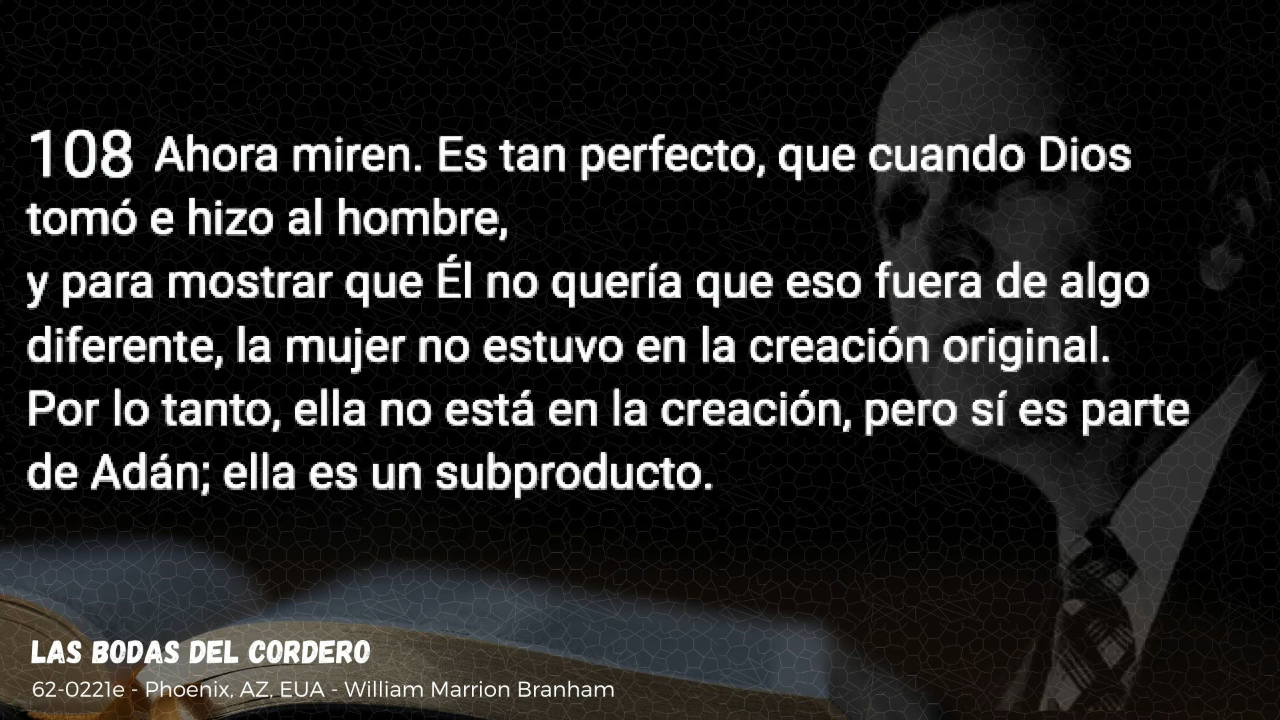 108 Ahora miren. Es tan perfecto, que cuando Dios
tomó e hizo al hombre,
y para mostrar que Él no quería que eso fuera de algo
diferente, la mujer no estuvo en la creación original.
Por lo tanto, ella no está en la creación, pero sí es parte
de Adán; ella es un subproducto.
LAS BODAS DEL CORDERO
62-0221e - Phoenix, AZ, EUA - William Marrion Branham